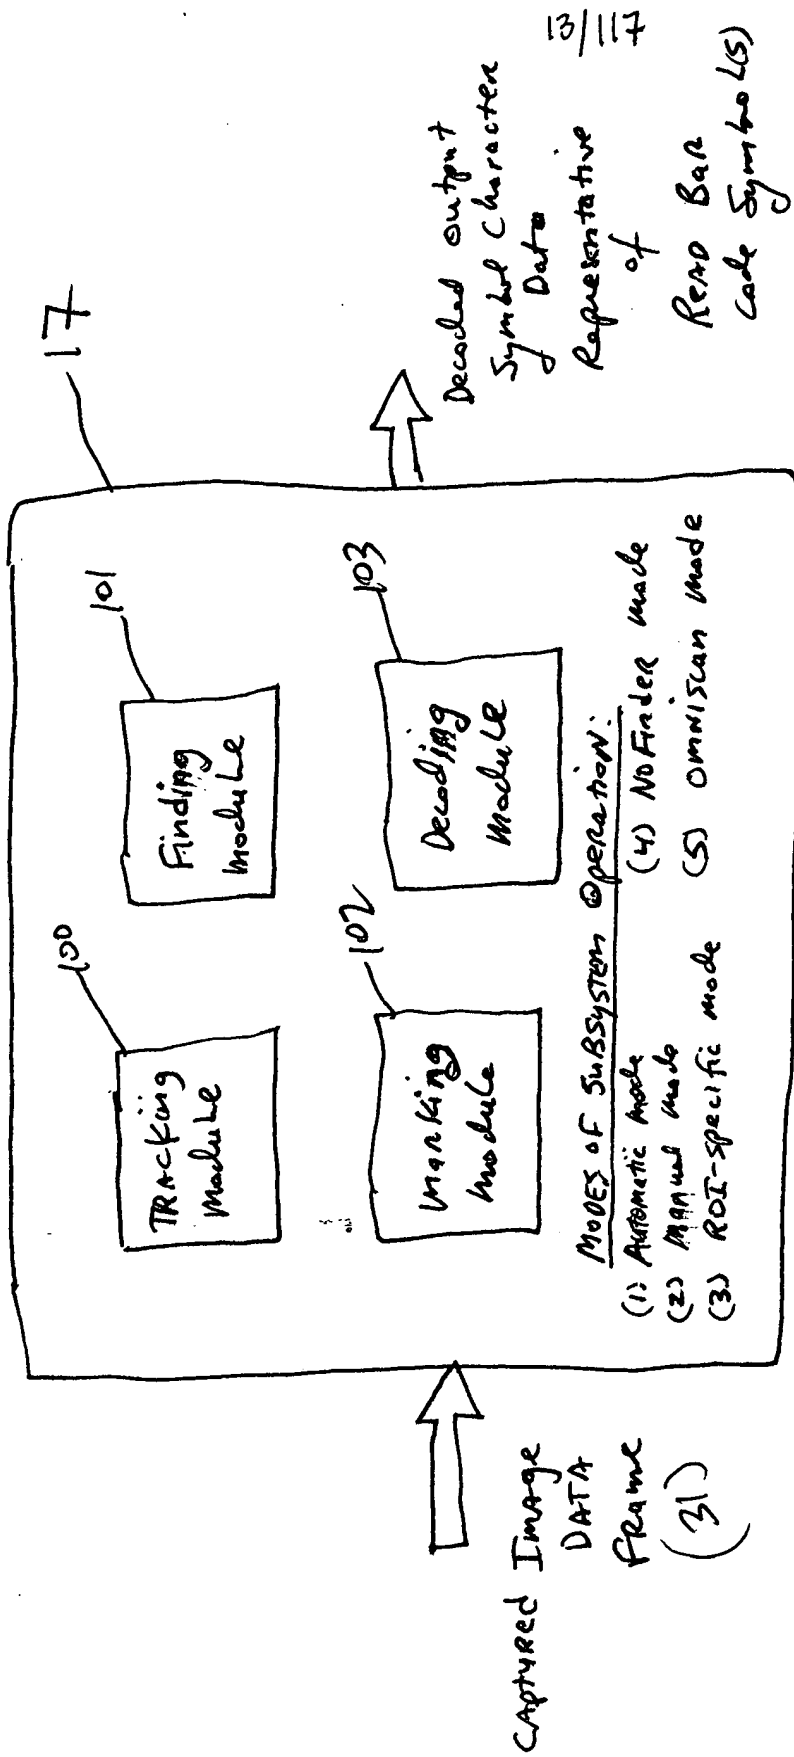 13/117
17
100
TRACKing
Module
101
Finding
Module
102
Marking
Module
103
Decoding
Module
MODES OF SUBSYSTEM Operation:
(1) Automatic Mode
(2) Manual Mode
(3) ROI-specific Mode
(4) NoFinder Mode
(5) Omniscan Mode
Captured Image
DATA
Frame
(31)
Decoded output
Symbol Character
Data
Representative
of
Read Bar
Code Symbol(s)